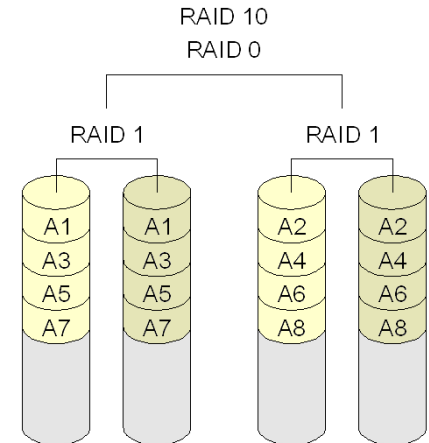 RAID 10
RAID 0
RAID 1 RAID 1
A1 A1 A2 A2
A3 A3 A4 A4
A5 A5 A6 A6
A7 A7 A8 A8